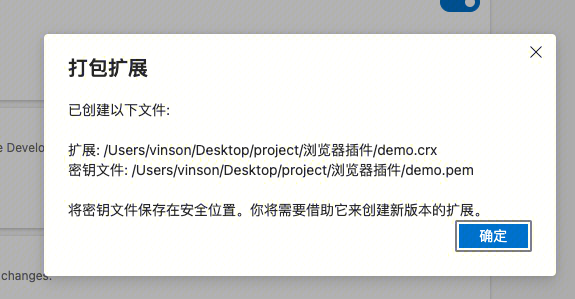 打包扩展
已创建以下文件:
扩展: /Users/vinson/Desktop/project/浏览器插件/demo.crx
e Develo
密钥文件: /Users/vinson/Desktop/project/浏览器插件/demo.pem
将密钥文件保存在安全位置。你将需要借助它来创建新版本的扩展。
确定
changes.